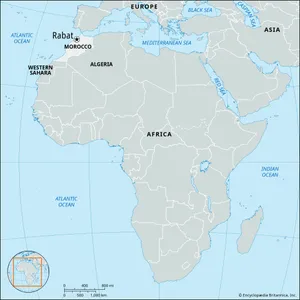 EUROPE
BLACK SEA
CASPIAN SEA
ASIA
ATLANTIC
OCEAN
Rabat
MOROCCO
MEDITERRANEAN SEA
ALGERIA
WESTERN
SAHARA
RED SEA
AFRICA
INDIAN
OCEAN
ATLANTIC
OCEAN
0 400 800 mi
0 500 1,000 km
© Encyclopædia Britannica, Inc.